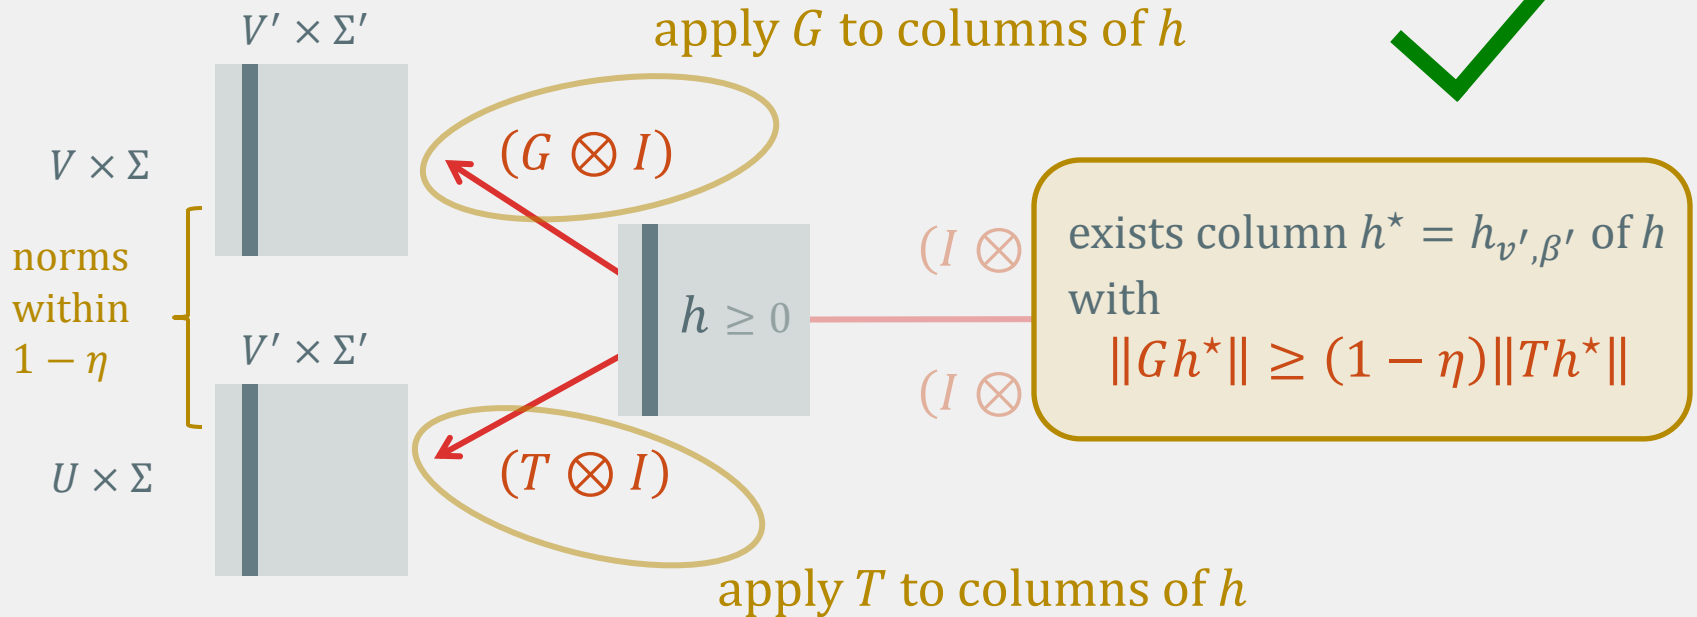 V′ × Σ′
apply G to columns of h
V × Σ
(G ⊗ I)
norms
within
1 − η
h ≥ 0
(I ⊗
(I ⊗
exists column h⋆ = h_{v′,β′} of h
with
‖Gh⋆‖ ≥ (1 − η)‖Th⋆‖
V′ × Σ′
U × Σ
(T ⊗ I)
apply T to columns of h